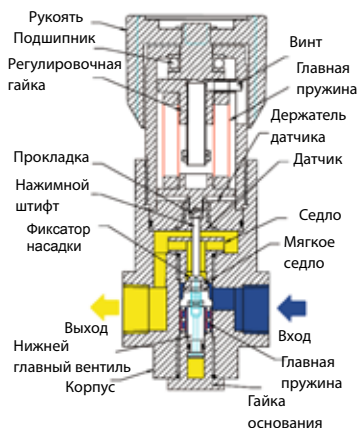 Рукоять
Подшипник
Регулировочная
гайка
Винт
Главная
пружина
Держатель
датчика
Прокладка
Датчик
Нажимной
штифт
Седло
Фиксатор
насадки
Мягкое
седло
Выход
Вход
Нижней
главный вентиль
Корпус
Главная
пружина
Гайка
основания